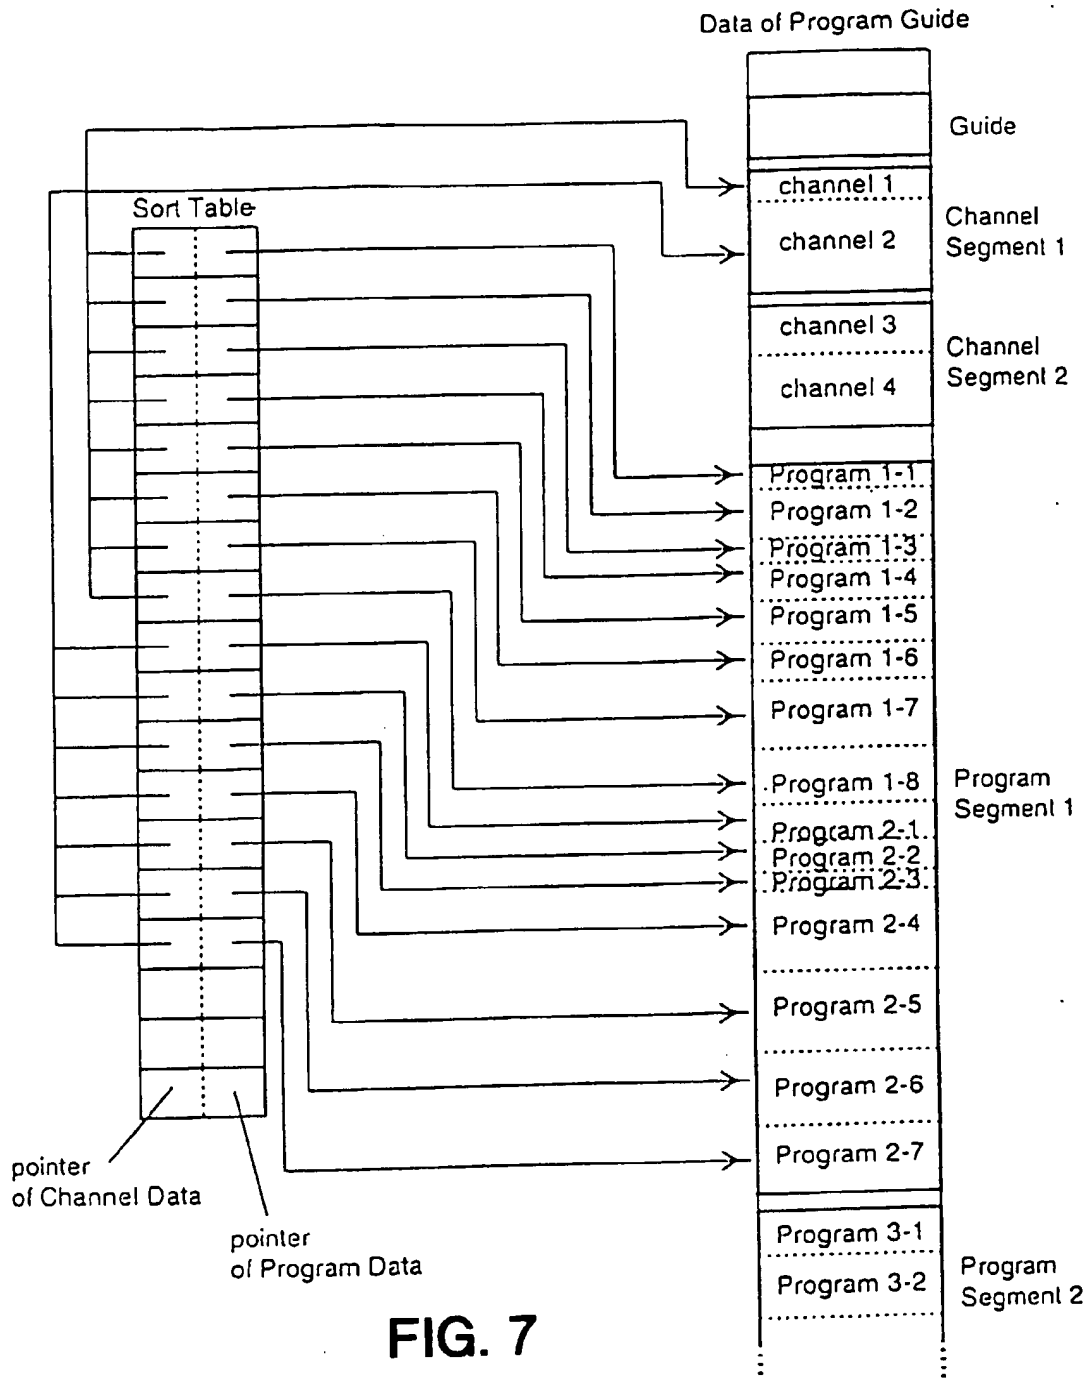 Data of Program Guide
Guide
channel 1
channel 2
Channel
Segment 1
channel 3
channel 4
Channel
Segment 2
Sort Table
Program 1-1
Program 1-2
Program 1-3
Program 1-4
Program 1-5
Program 1-6
Program 1-7
Program 1-8
Program 2-1
Program 2-2
Program 2-3
Program 2-4
Program 2-5
Program 2-6
Program 2-7
Program
Segment 1
Program 3-1
Program 3-2
Program
Segment 2
pointer
of Channel Data
pointer
of Program Data
FIG. 7